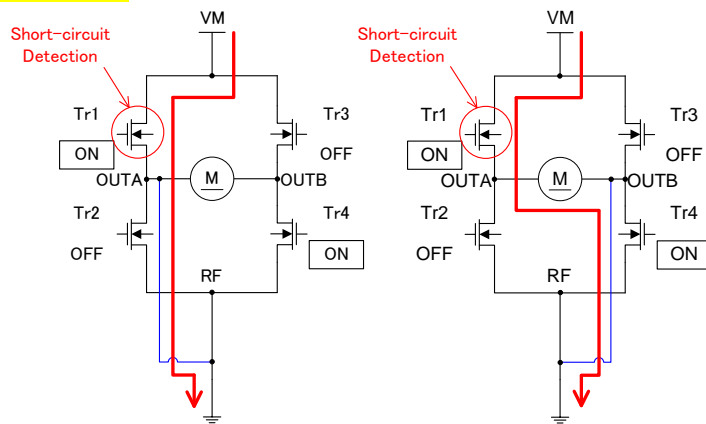 VM
Short-circuit
Detection
Tr1
ON
Tr3
OFF
OUTA
M
OUTB
Tr2
OFF
Tr4
ON
RF
VM
Short-circuit
Detection
Tr1
ON
Tr3
OFF
OUTA
M
OUTB
Tr2
OFF
Tr4
ON
RF